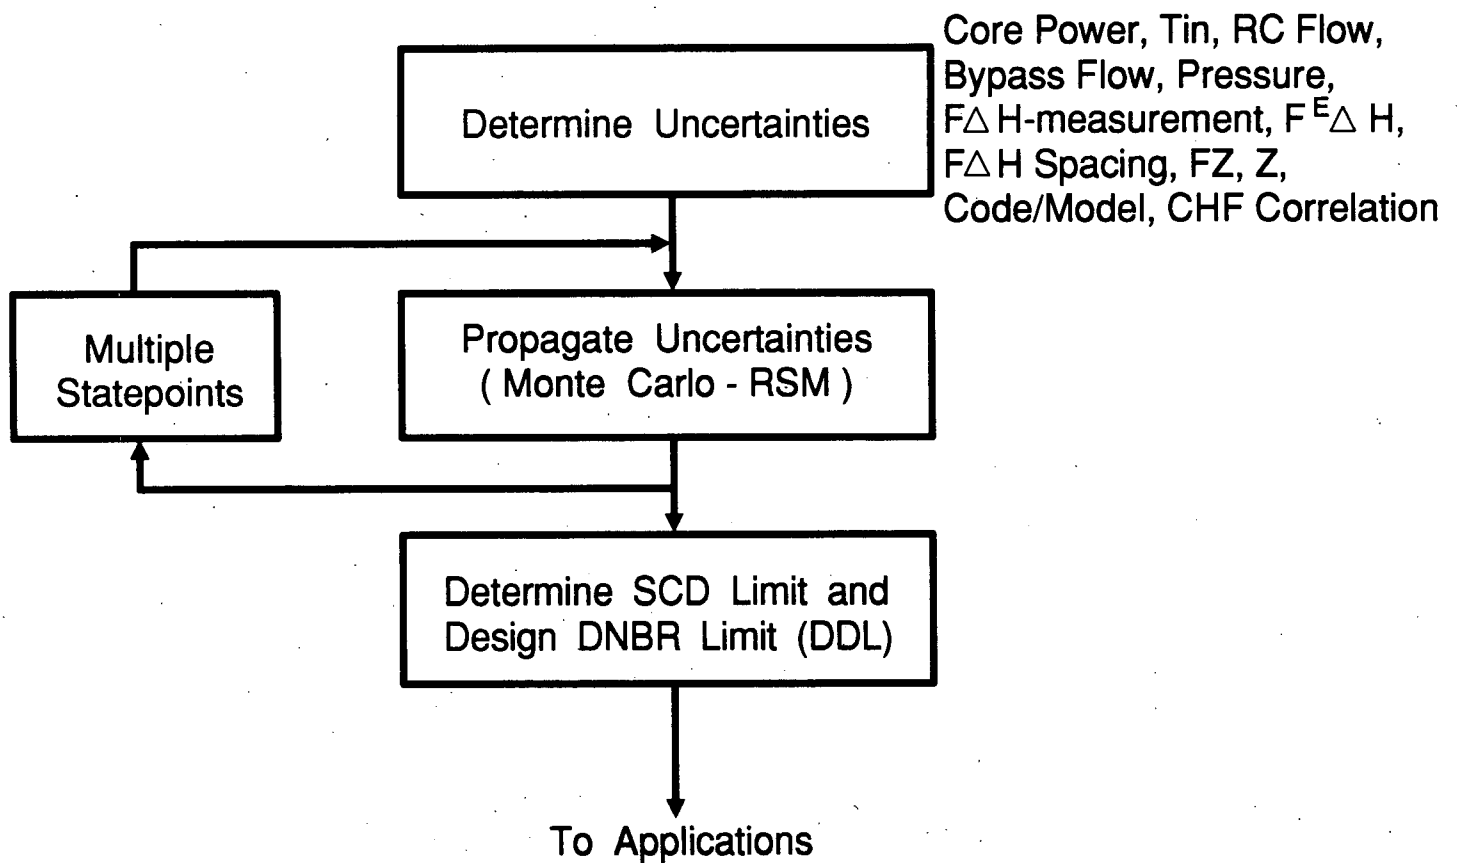 Core Power, Tin, RC Flow,
Bypass Flow, Pressure,
F△H-measurement, F^E△H,
F△H Spacing, FZ, Z,
Code/Model, CHF Correlation
Determine Uncertainties
Multiple
Statepoints
Propagate Uncertainties
( Monte Carlo - RSM )
Determine SCD Limit and
Design DNBR Limit (DDL)
To Applications